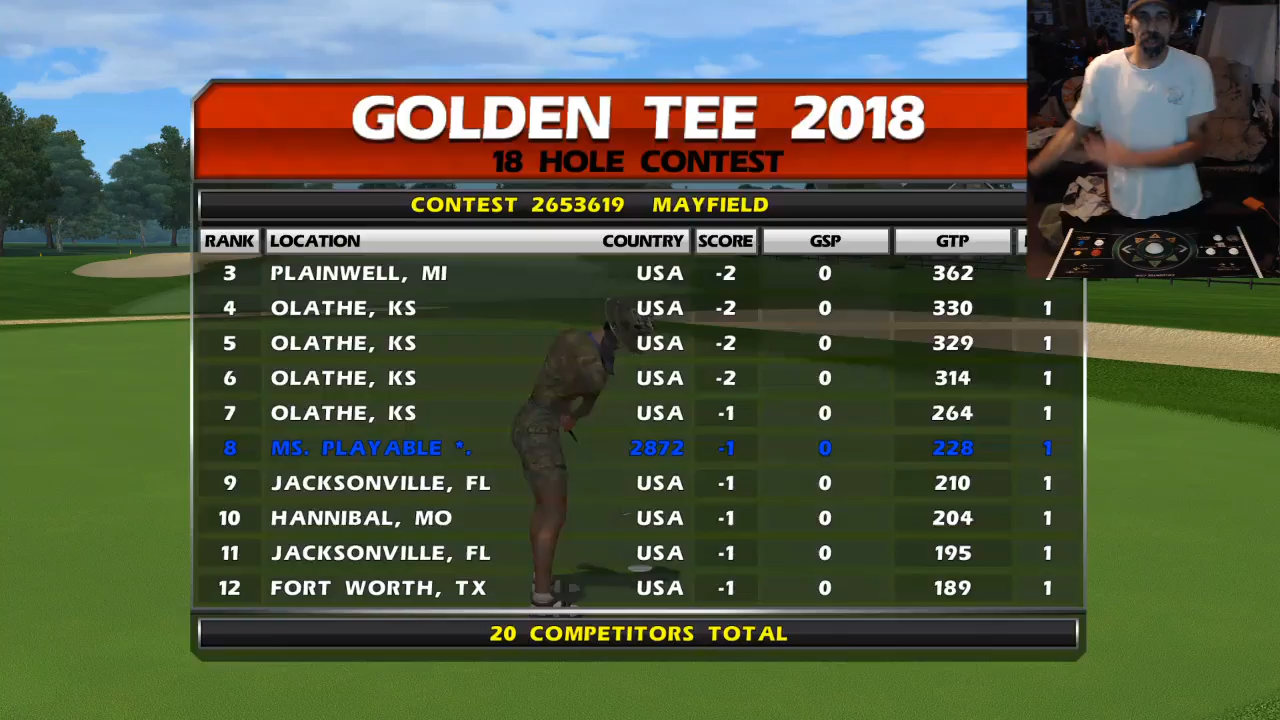 GOLDEN TEE 2018
18 HOLE CONTEST
CONTEST 2653619 MAYFIELD
RANK LOCATION COUNTRY SCORE GSP GTP
3 PLAINWELL, MI USA -2 0 362
4 OLATHE, KS USA -2 0 330 1
5 OLATHE, KS USA -2 0 329 1
6 OLATHE, KS USA -2 0 314 1
7 OLATHE, KS USA -1 0 264 1
8 MS. PLAYABLE *. 2872 -1 0 228 1
9 JACKSONVILLE, FL USA -1 0 210 1
10 HANNIBAL, MO USA -1 0 204 1
11 JACKSONVILLE, FL USA -1 0 195 1
12 FORT WORTH, TX USA -1 0 189 1
20 COMPETITORS TOTAL